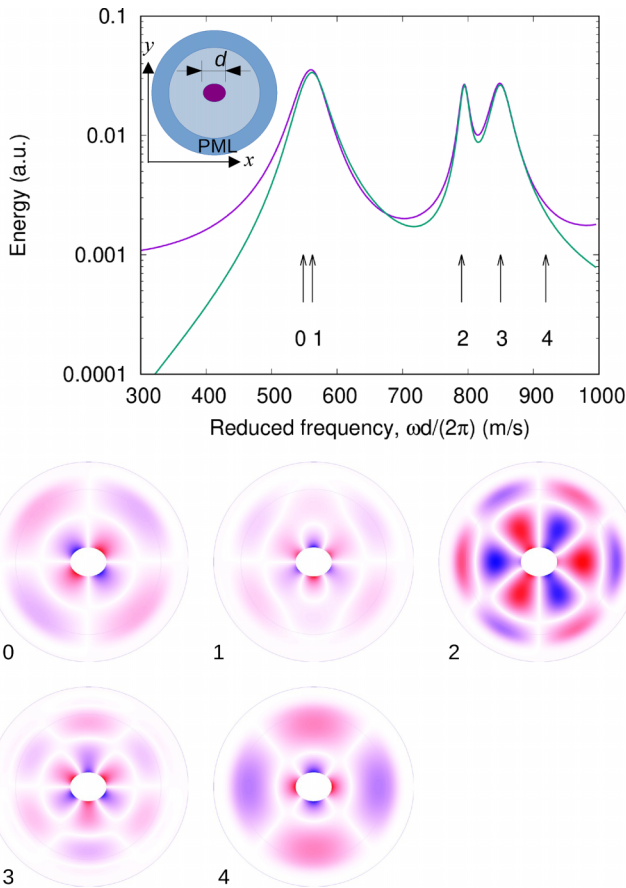 0.1
y
d
0.01
PML
x
Energy (a.u.)
0.001
0 1 2 3 4
0.0001
300 400 500 600 700 800 900 1000
Reduced frequency, ωd/(2π) (m/s)
0 1 2
3 4